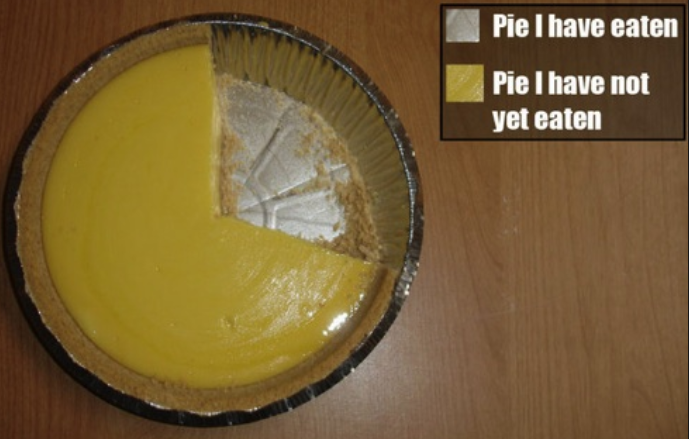 Pie I have eaten
Pie I have not
yet eaten